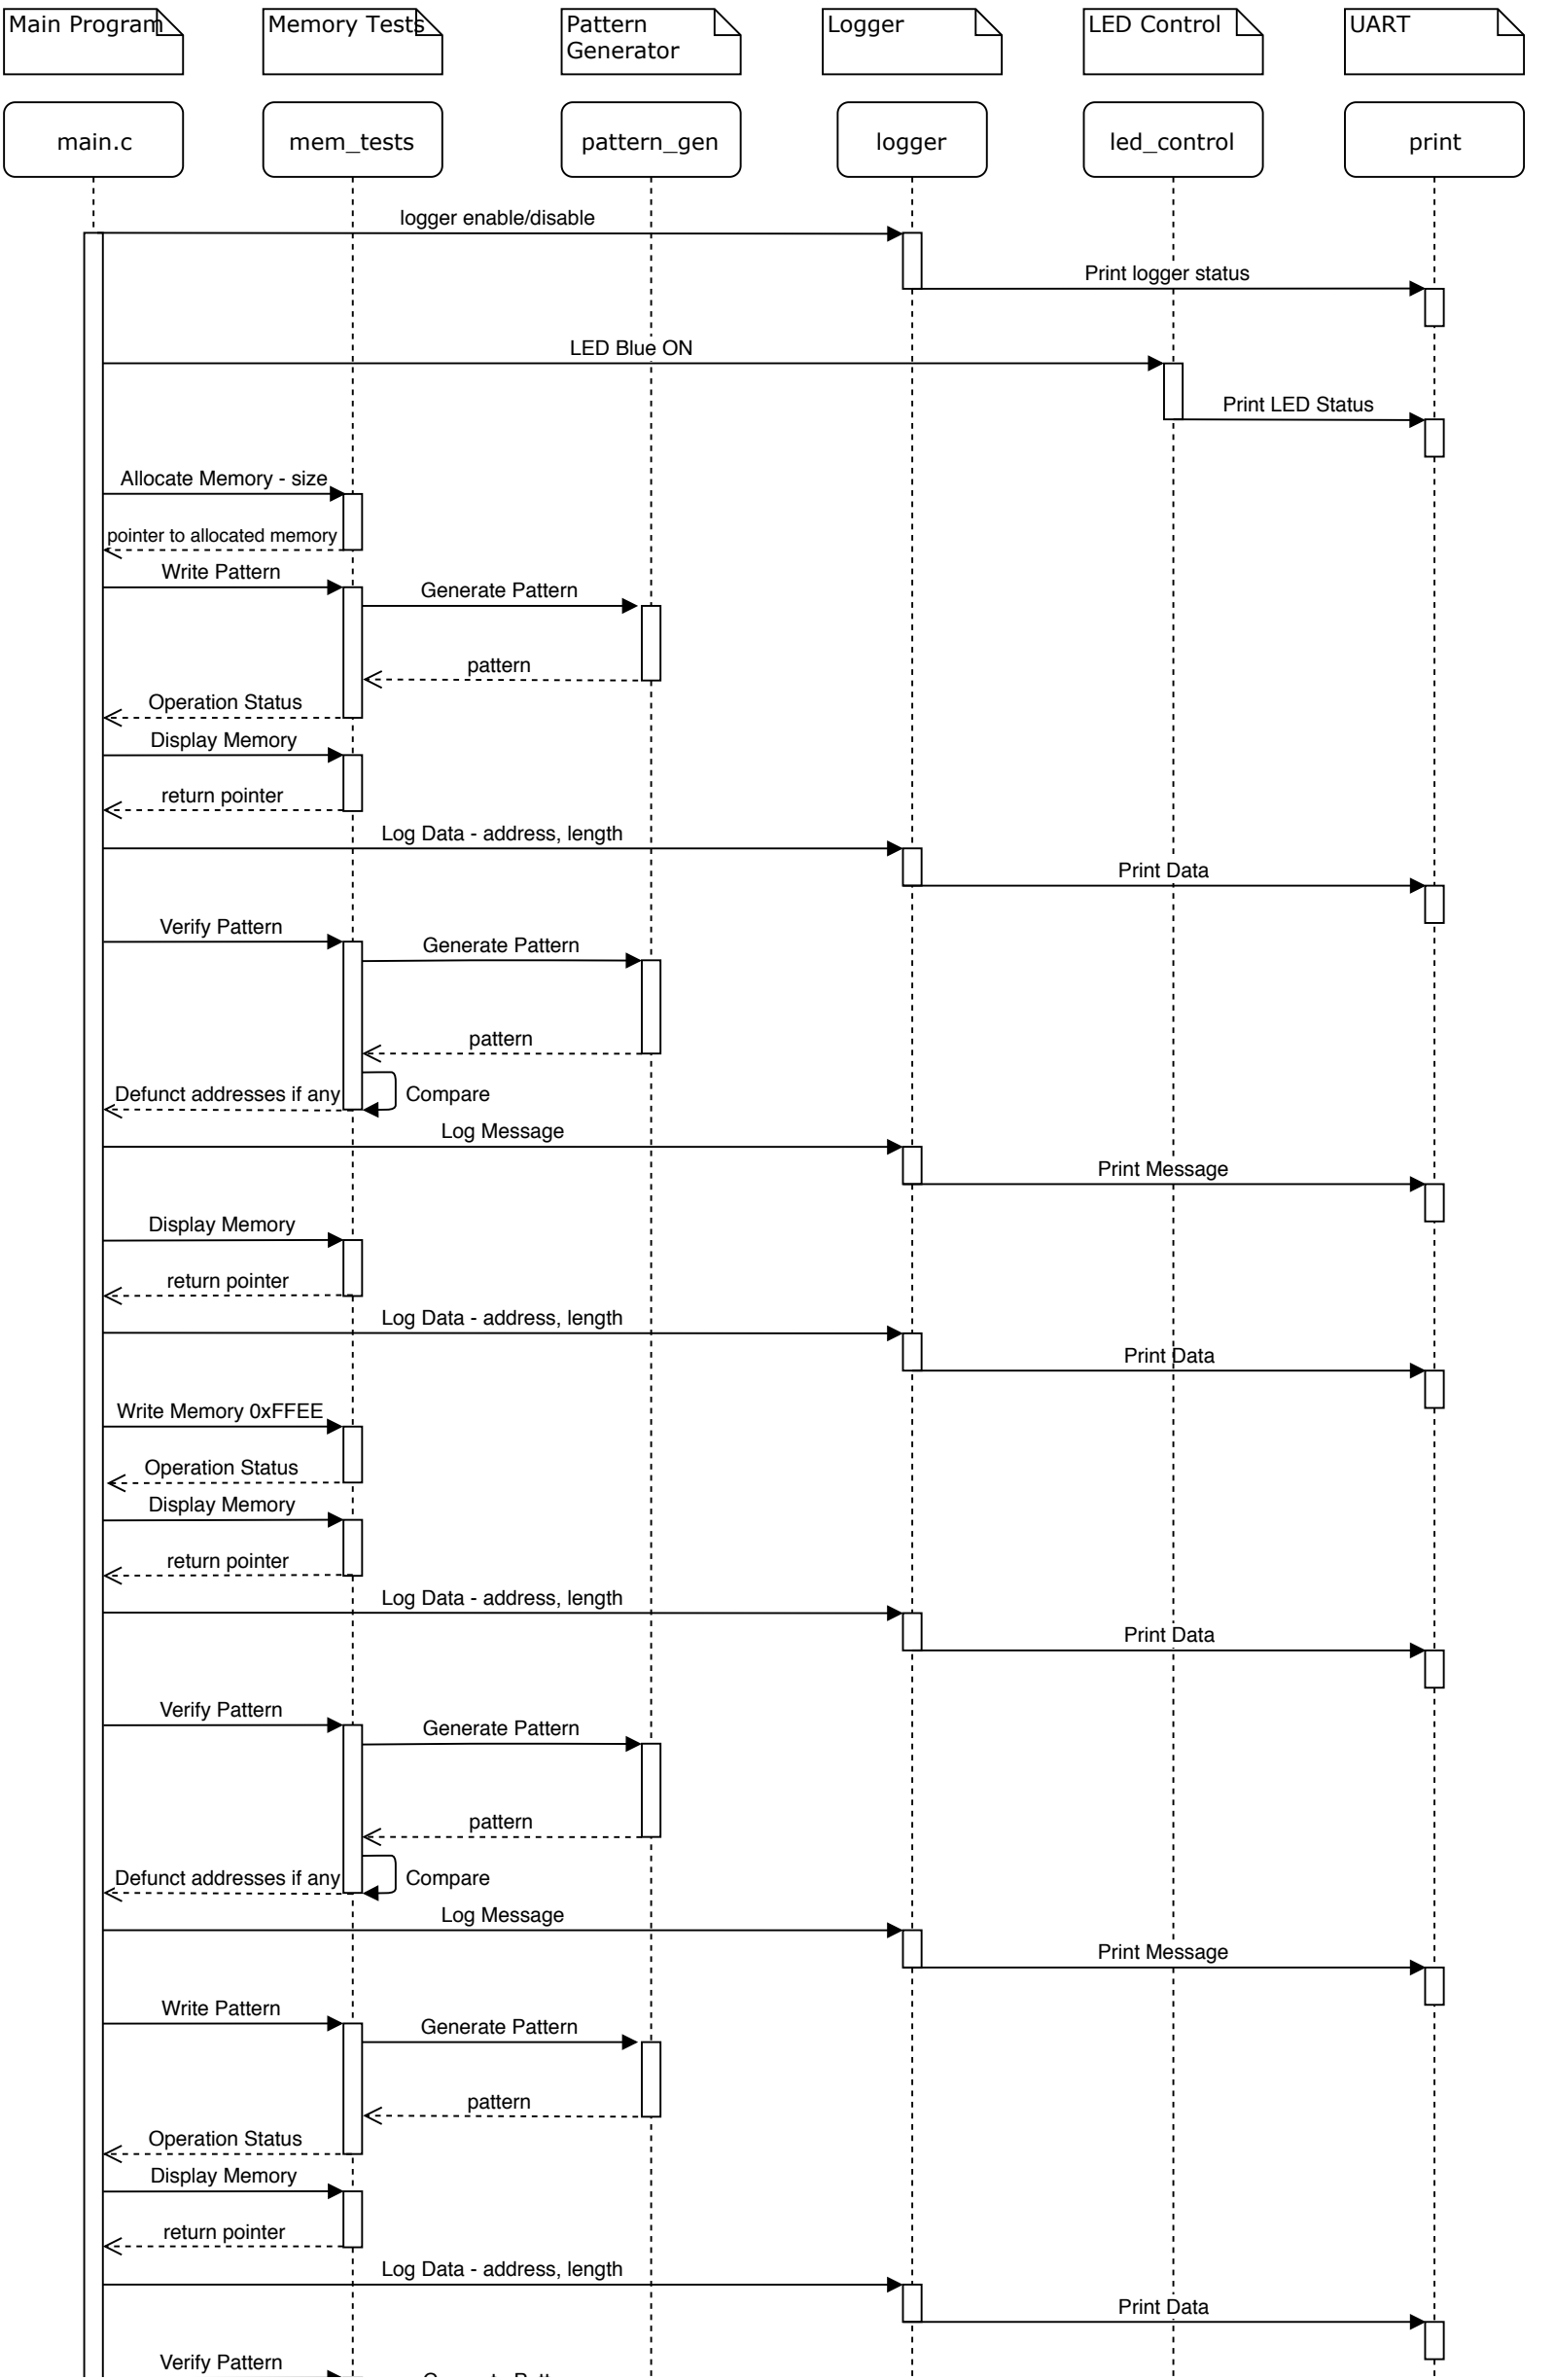 Main Program
Memory Tests
Pattern
Generator
Logger
LED Control
UART
main.c
mem_tests
pattern_gen
logger
led_control
print
logger enable/disable
Print logger status
LED Blue ON
Print LED Status
Allocate Memory - size
pointer to allocated memory
Write Pattern
Generate Pattern
pattern
Operation Status
Display Memory
return pointer
Log Data - address, length
Print Data
Verify Pattern
Generate Pattern
pattern
Defunct addresses if any
Compare
Log Message
Print Message
Display Memory
return pointer
Log Data - address, length
Print Data
Write Memory 0xFFEE
Operation Status
Display Memory
return pointer
Log Data - address, length
Print Data
Verify Pattern
Generate Pattern
pattern
Defunct addresses if any
Compare
Log Message
Print Message
Write Pattern
Generate Pattern
pattern
Operation Status
Display Memory
return pointer
Log Data - address, length
Print Data
Verify Pattern